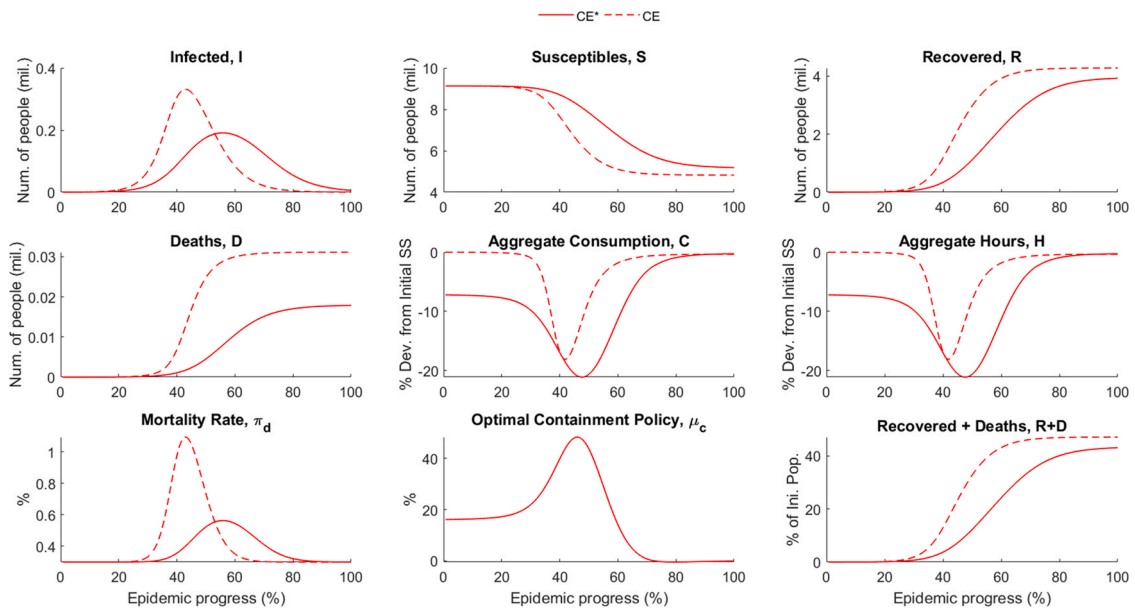 CE* CE
Infected, I
Num. of people (mil.)
0.4
0.2
0
0 20 40 60 80 100
Susceptibles, S
Num. of people (mil.)
10
8
6
4
0 20 40 60 80 100
Recovered, R
Num. of people (mil.)
4
2
0
0 20 40 60 80 100
Deaths, D
Num. of people (mil.)
0.03
0.02
0.01
0
0 20 40 60 80 100
Aggregate Consumption, C
% Dev. from Initial SS
0
-10
-20
0 20 40 60 80 100
Aggregate Hours, H
% Dev. from Initial SS
0
-10
-20
0 20 40 60 80 100
Mortality Rate, π_d
%
1
0.8
0.6
0.4
0 20 40 60 80 100
Epidemic progress (%)
Optimal Containment Policy, μ_c
%
40
20
0
0 20 40 60 80 100
Epidemic progress (%)
Recovered + Deaths, R+D
% of Ini. Pop.
40
20
0
0 20 40 60 80 100
Epidemic progress (%)